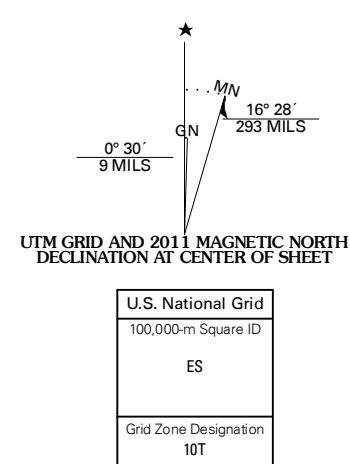 ★
MN
16° 28´
293 MILS
GN
0° 30´
9 MILS
UTM GRID AND 2011 MAGNETIC NORTH
DECLINATION AT CENTER OF SHEET
U.S. National Grid
100,000-m Square ID
ES
Grid Zone Designation
10T